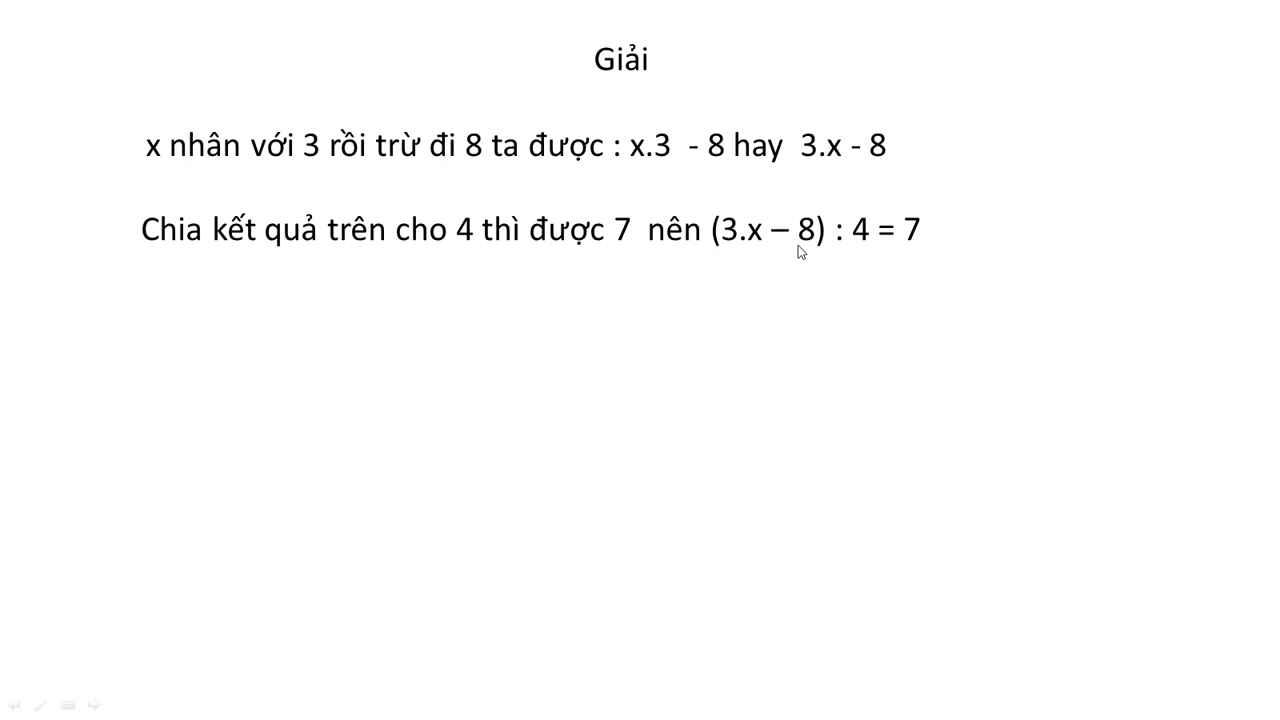 Giải
x nhân với 3 rồi trừ đi 8 ta được : x.3 - 8 hay 3.x - 8
Chia kết quả trên cho 4 thì được 7 nên (3.x – 8) : 4 = 7